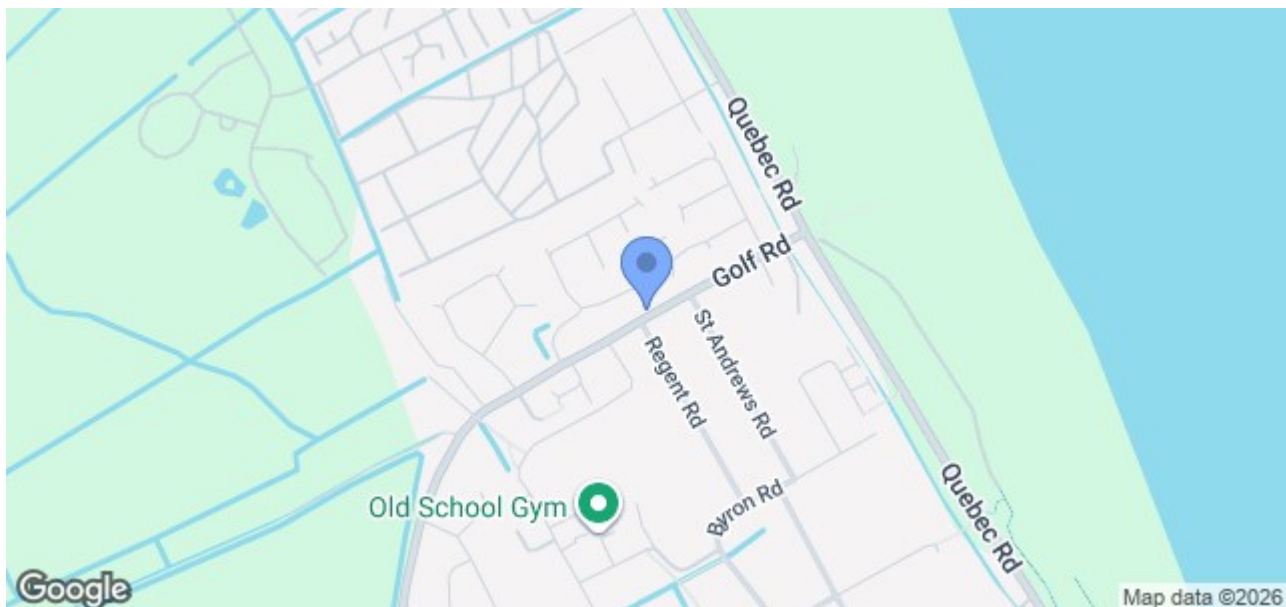 Quebec Rd
Golf Rd
St Andrews Rd
Regent Rd
Old School Gym
Byron Rd
Quebec Rd
Google
Map data ©2026